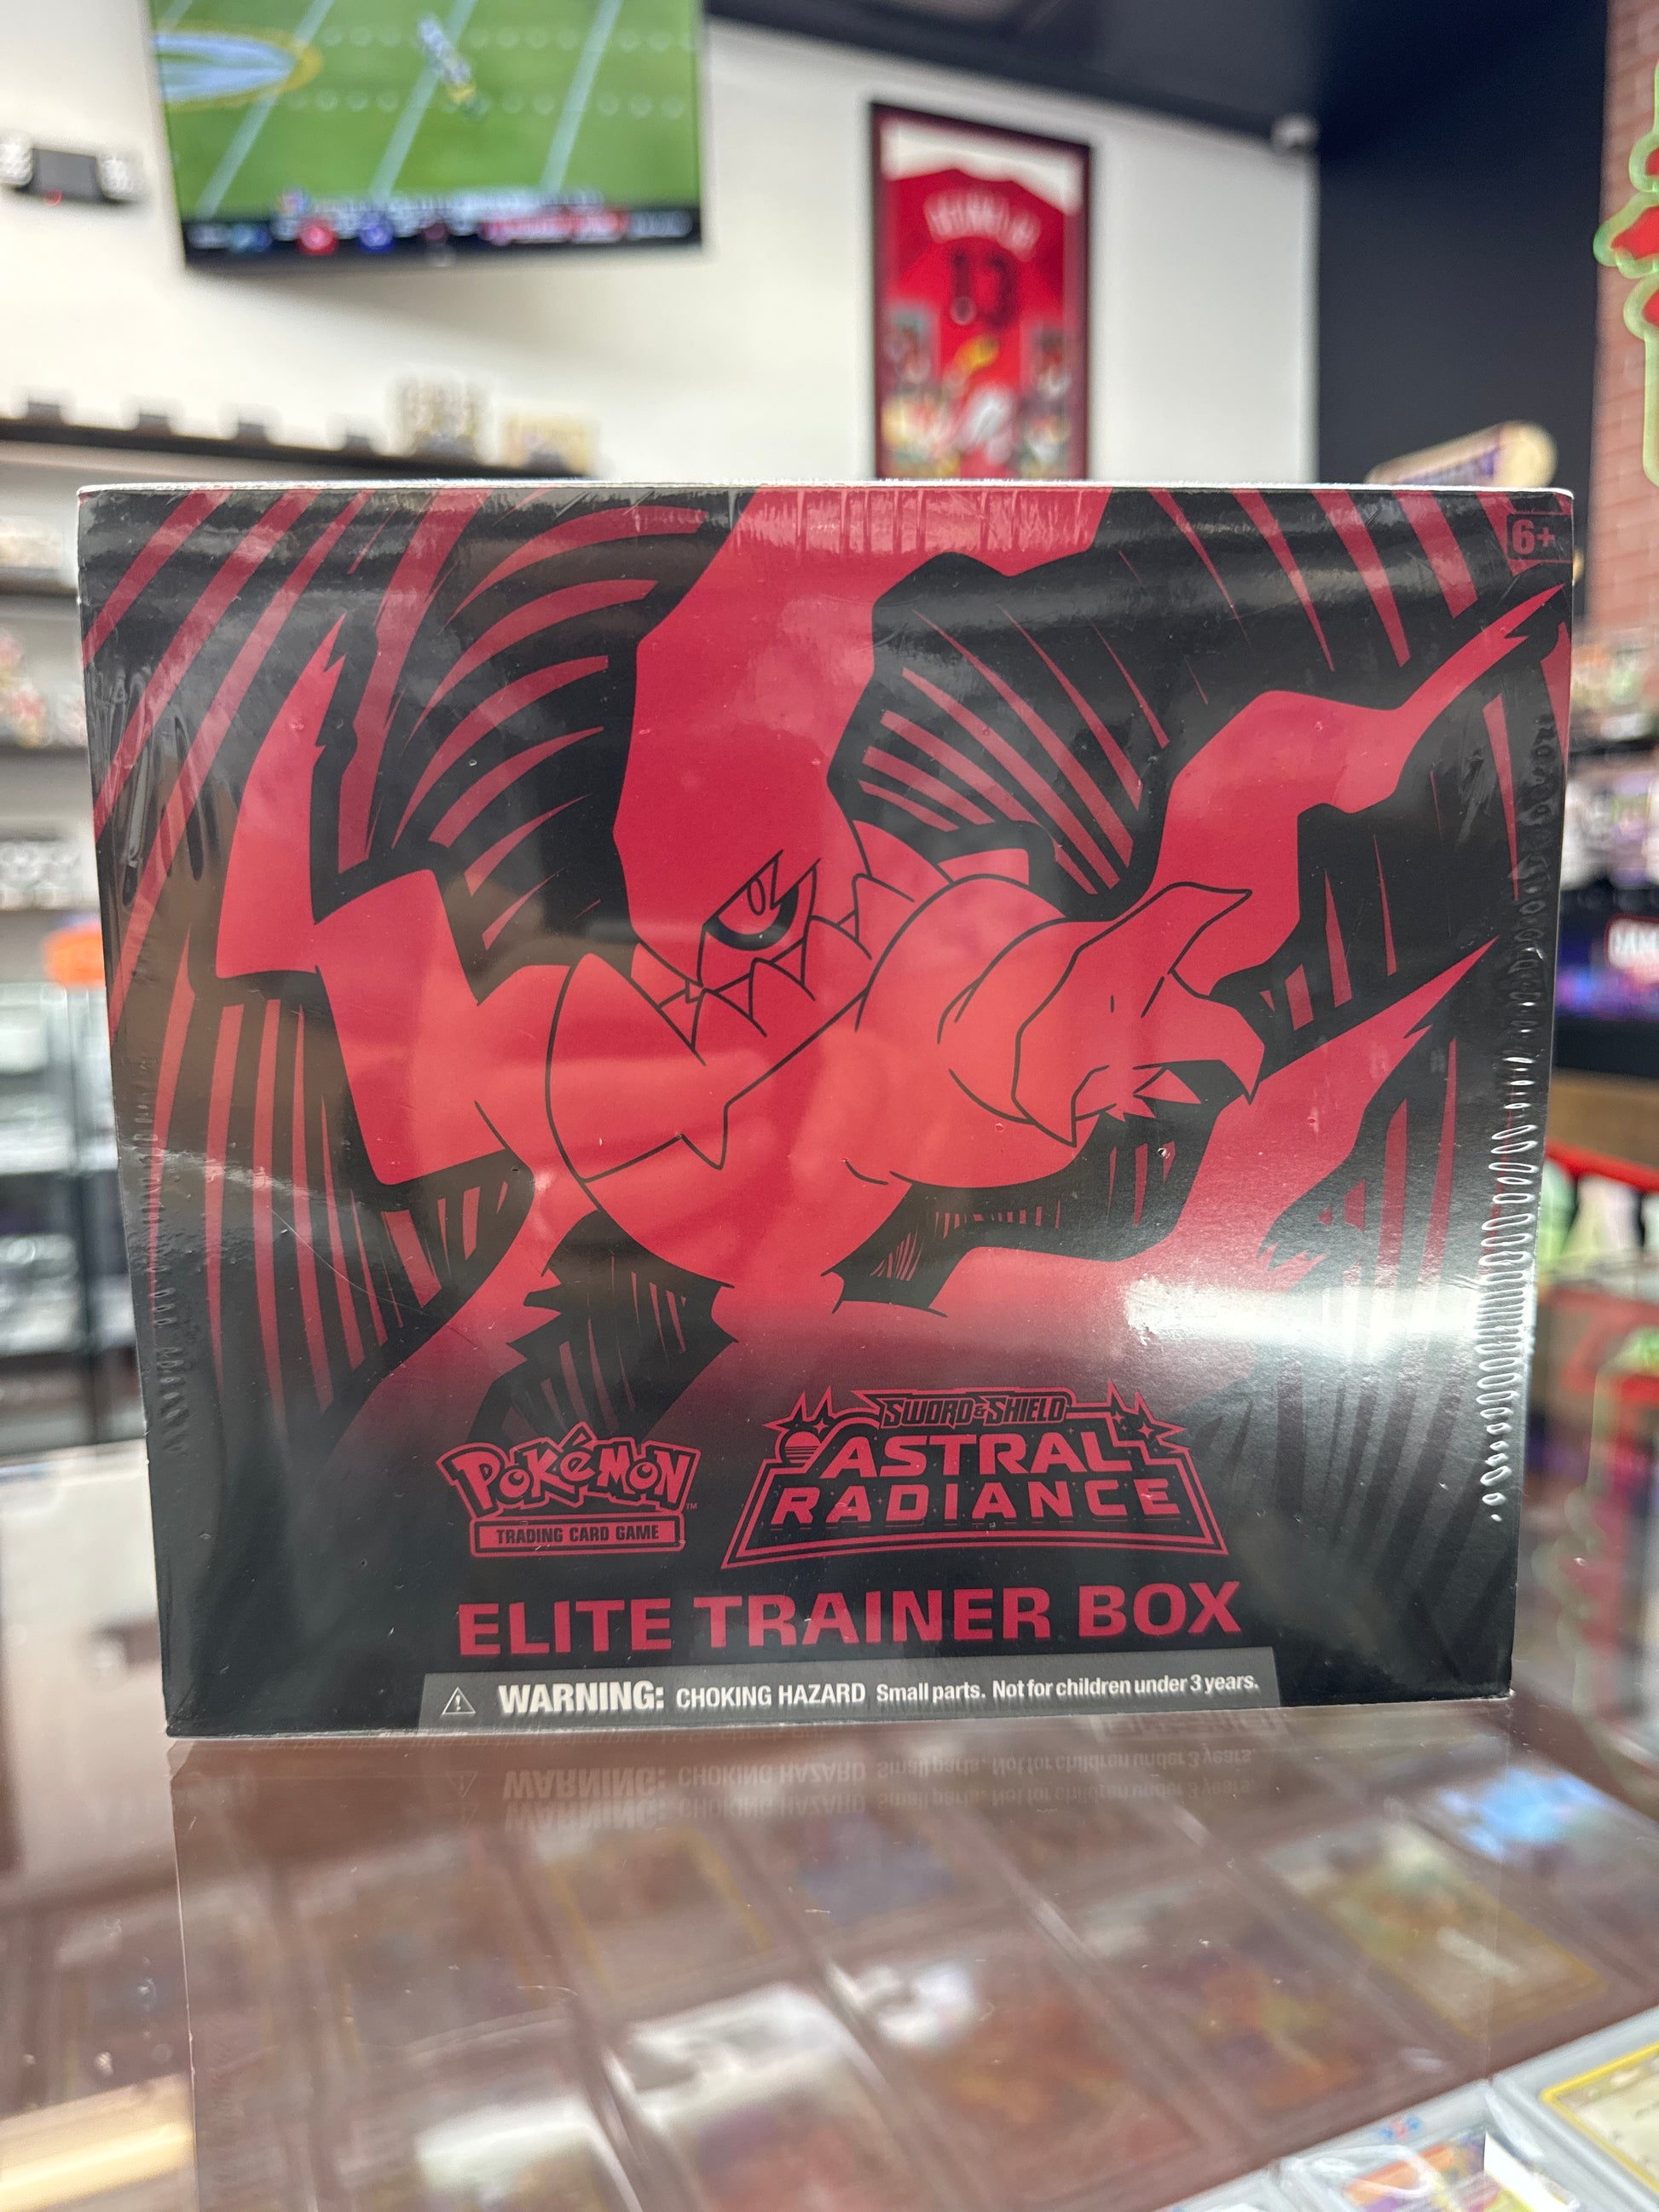 6+
SWORD & SHIELD
POKÉMON
ASTRAL
RADIANCE
TRADING CARD GAME
ELITE TRAINER BOX
WARNING: CHOKING HAZARD Small parts. Not for children under 3 years.
13